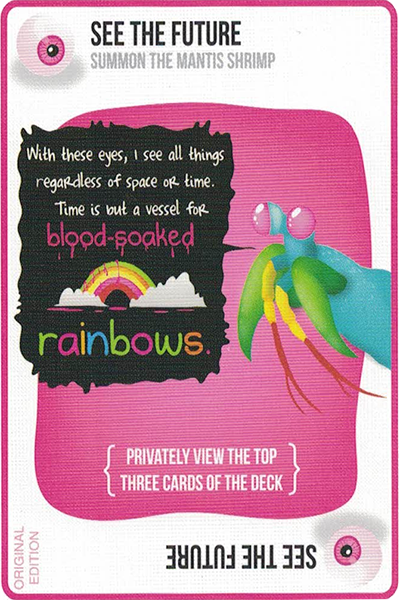 SEE THE FUTURE
SUMMON THE MANTIS SHRIMP
With these eyes, I see all things
regardless of space or time.
Time is but a vessel for
blood-soaked
rainbows.
PRIVATELY VIEW THE TOP
THREE CARDS OF THE DECK
ORIGINAL
EDITION
SEE THE FUTURE